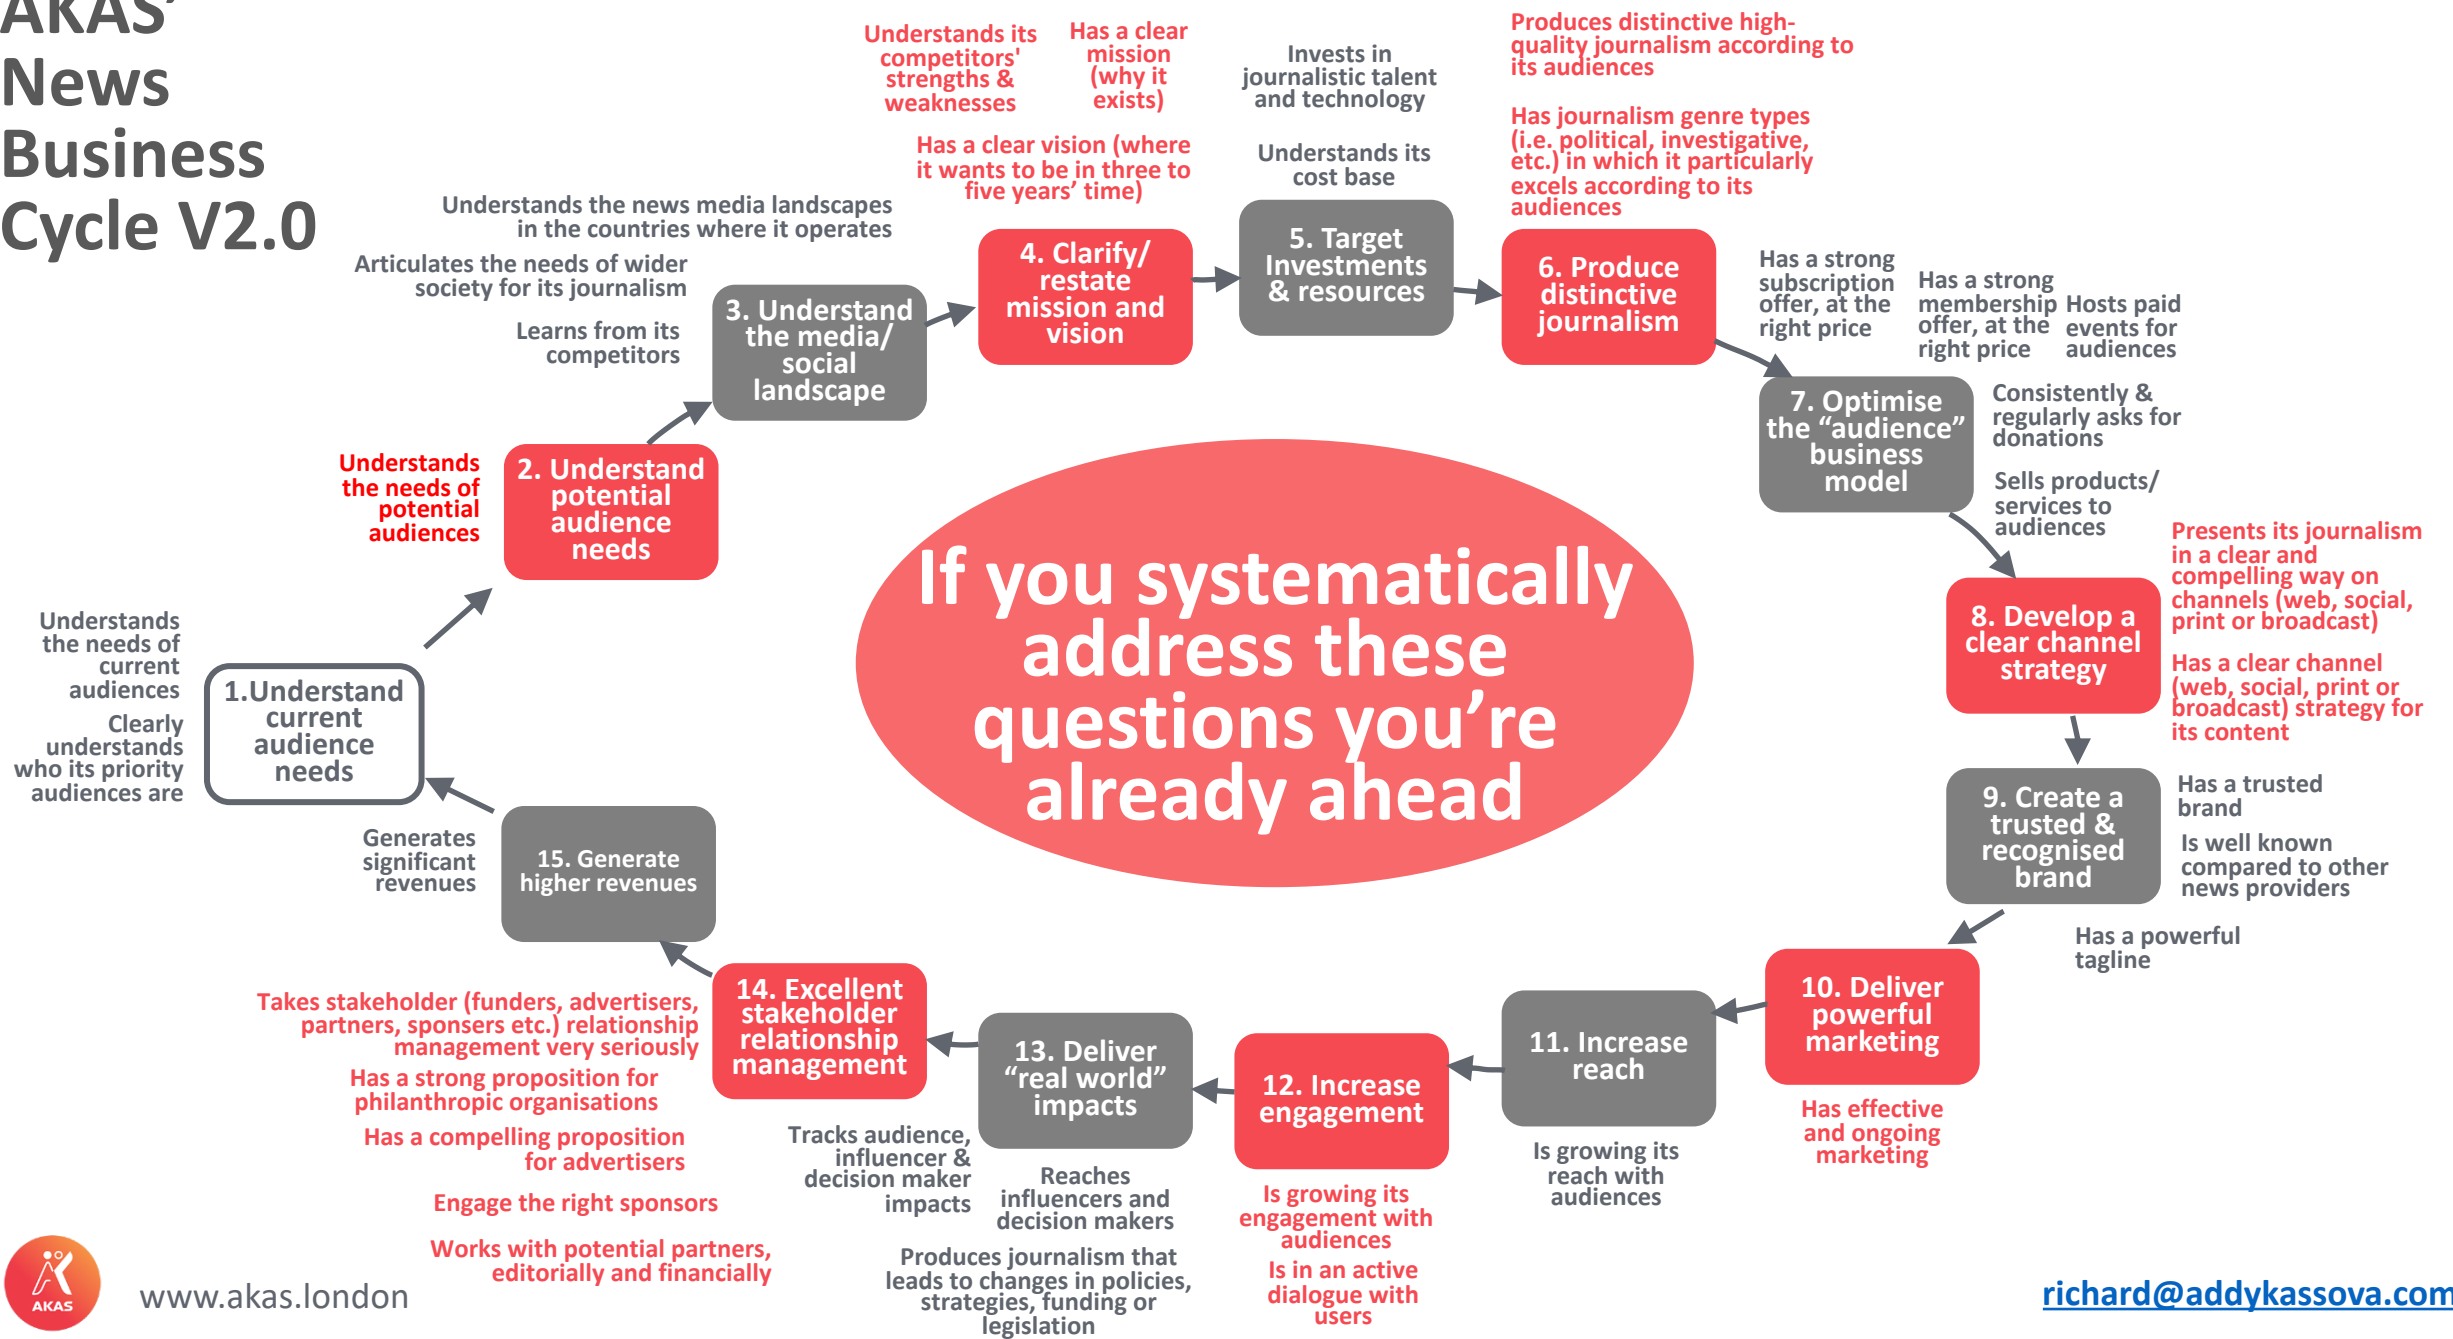 AKAS'
News
Business
Cycle V2.0
Understands its
competitors'
strengths &
weaknesses
Has a clear
mission
(why it
exists)
Has a clear vision (where
it wants to be in three to
five years' time)
Invests in
journalistic talent
and technology
Understands its
cost base
Produces distinctive high-
quality journalism according to
its audiences
Has journalism genre types
(i.e. political, investigative,
etc.) in which it particularly
excels according to its
audiences
Understands the news media landscapes
in the countries where it operates
Articulates the needs of wider
society for its journalism
Learns from its
competitors
3. Understand
the media/
social
landscape
4. Clarify/
restate
mission and
vision
5. Target
Investments
& resources
6. Produce
distinctive
journalism
Has a strong
subscription
offer, at the
right price
Has a strong
membership
offer, at the
right price
Hosts paid
events for
audiences
Consistently &
regularly asks for
donations
Sells products/
services to
audiences
7. Optimise
the “audience”
business
model
Understands
the needs of
potential
audiences
2. Understand
potential
audience
needs
If you systematically
address these
questions you’re
already ahead
Presents its journalism
in a clear and
compelling way on
channels (web, social,
print or broadcast)
Has a clear channel
(web, social, print or
broadcast) strategy for
its content
8. Develop a
clear channel
strategy
Understands
the needs of
current
audiences
Clearly
understands
who its priority
audiences are
1.Understand
current
audience
needs
9. Create a
trusted &
recognised
brand
Has a trusted
brand
Is well known
compared to other
news providers
Has a powerful
tagline
Generates
significant
revenues
15. Generate
higher revenues
10. Deliver
powerful
marketing
Has effective
and ongoing
marketing
11. Increase
reach
Is growing its
reach with
audiences
12. Increase
engagement
Is growing its
engagement with
audiences
Is in an active
dialogue with
users
13. Deliver
“real world”
impacts
Tracks audience,
influencer &
decision maker
impacts
Reaches
influencers and
decision makers
Produces journalism that
leads to changes in policies,
strategies, funding or
legislation
14. Excellent
stakeholder
relationship
management
Takes stakeholder (funders, advertisers,
partners, sponsers etc.) relationship
management very seriously
Has a strong proposition for
philanthropic organisations
Has a compelling proposition
for advertisers
Engage the right sponsors
Works with potential partners,
editorially and financially
AKAS
www.akas.london
richard@addykassova.com